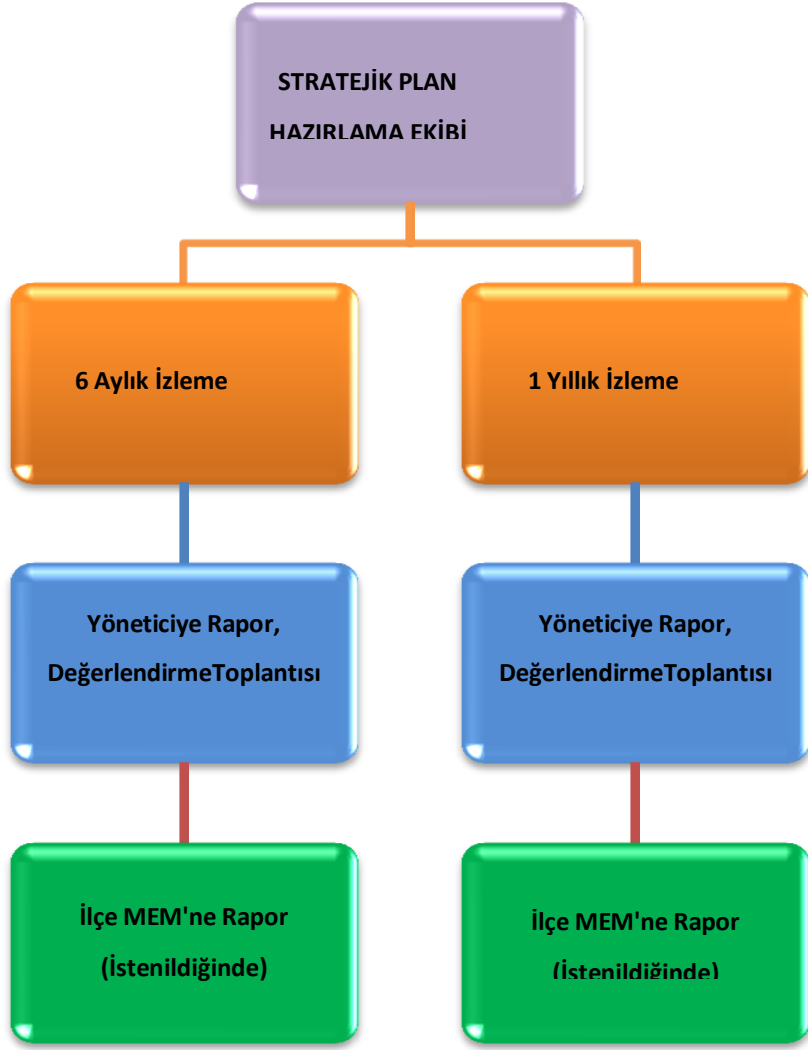 STRATEJİK PLAN
HAZIRLAMA EKİBİ
6 Aylık İzleme
1 Yıllık İzleme
Yöneticiye Rapor,
DeğerlendirmeToplantısı
Yöneticiye Rapor,
DeğerlendirmeToplantısı
İlçe MEM'ne Rapor
(İstenildiğinde)
İlçe MEM'ne Rapor
(İstenildiğinde)